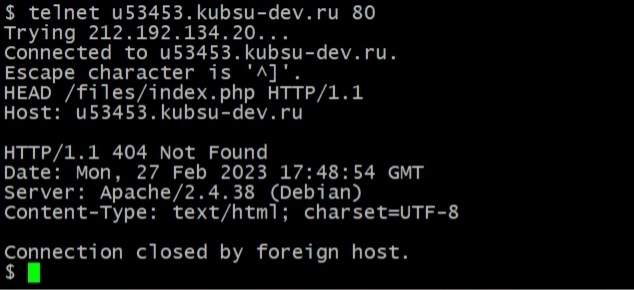 $ telnet u53453.kubsu-dev.ru 80
Trying 212.192.134.20...
Connected to u53453.kubsu-dev.ru.
Escape character is '^]'.
HEAD /files/index.php HTTP/1.1
Host: u53453.kubsu-dev.ru

HTTP/1.1 404 Not Found
Date: Mon, 27 Feb 2023 17:48:54 GMT
Server: Apache/2.4.38 (Debian)
Content-Type: text/html; charset=UTF-8

Connection closed by foreign host.
$